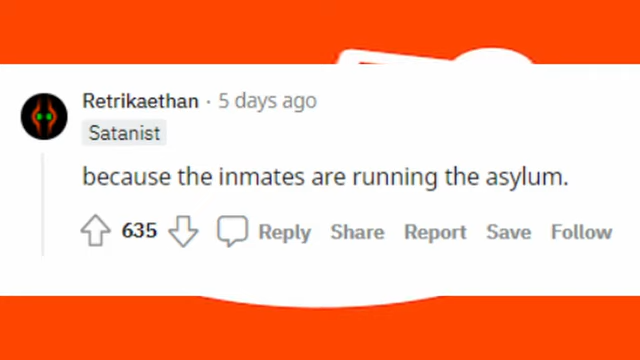 Retrikaethan · 5 days ago
Satanist
because the inmates are running the asylum.
635 Reply Share Report Save Follow